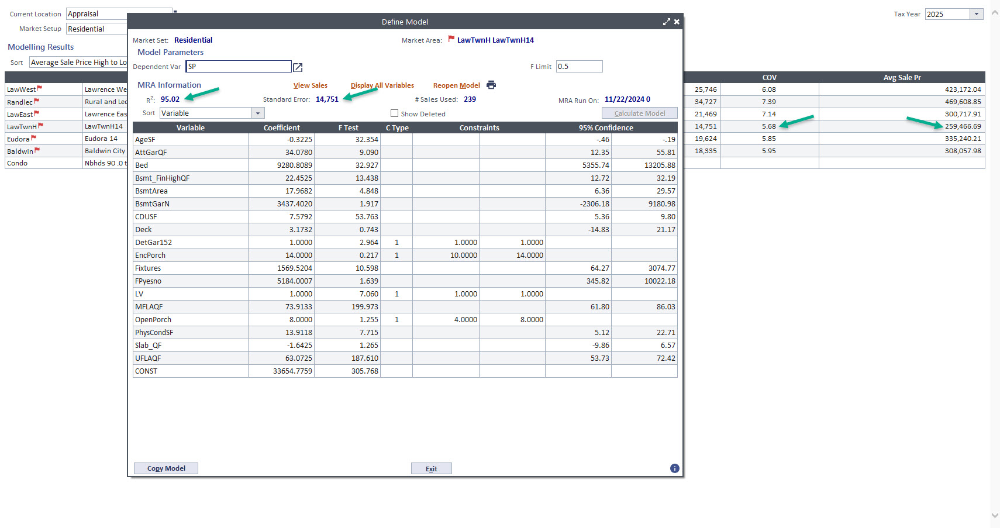 Current Location Appraisal
Tax Year 2025
Market Setup Residential
Modelling Results
Sort Average Sale Price High to Lo
COV Avg Sale Pr
LawWest Lawrence We 25,746 6.08 423,172.04
Randlec Rural and Lec 34,727 7.39 469,608.85
LawEast Lawrence Eas 21,469 7.14 300,717.91
LawTwnH LawTwnH14 14,751 5.68 259,466.69
Eudora Eudora 14 19,624 5.85 335,240.21
Baldwin Baldwin City 18,335 5.95 308,057.98
Condo Nbhds 90 .0 t
Define Model
Market Set: Residential Market Area: LawTwnH LawTwnH14
Model Parameters
Dependent Var SP F Limit 0.5
MRA Information View Sales Display All Variables Reopen Model
R2: 95.02 Standard Error: 14,751 # Sales Used: 239 MRA Run On: 11/22/2024 0
Sort Variable Show Deleted Calculate Model
Variable Coefficient F Test C Type Constraints 95% Confidence
AgeSF -0.3225 32.354 -.46 -.19
AttGarQF 34.0780 9.090 12.35 55.81
Bed 9280.8089 32.927 5355.74 13205.88
Bsmt_FinHighQF 22.4525 13.438 12.72 32.19
BsmtArea 17.9682 4.848 6.36 29.57
BsmtGarN 3437.4020 1.917 -2306.18 9180.98
CDUSF 7.5792 53.763 5.36 9.80
Deck 3.1732 0.743 -14.83 21.17
DetGar152 1.0000 2.964 1 1.0000 1.0000
EncPorch 14.0000 0.217 1 10.0000 14.0000
Fixtures 1569.5204 10.598 64.27 3074.77
FPyesno 5184.0007 1.639 345.82 10022.18
LV 1.0000 7.060 1 1.0000 1.0000
MFLAQF 73.9133 199.973 61.80 86.03
OpenPorch 8.0000 1.255 1 4.0000 8.0000
PhysCondSF 13.9118 7.715 5.12 22.71
Slab_QF -1.6425 1.265 -9.86 6.57
UFLAQF 63.0725 187.610 53.73 72.42
CONST 33654.7759 305.768
Copy Model Exit